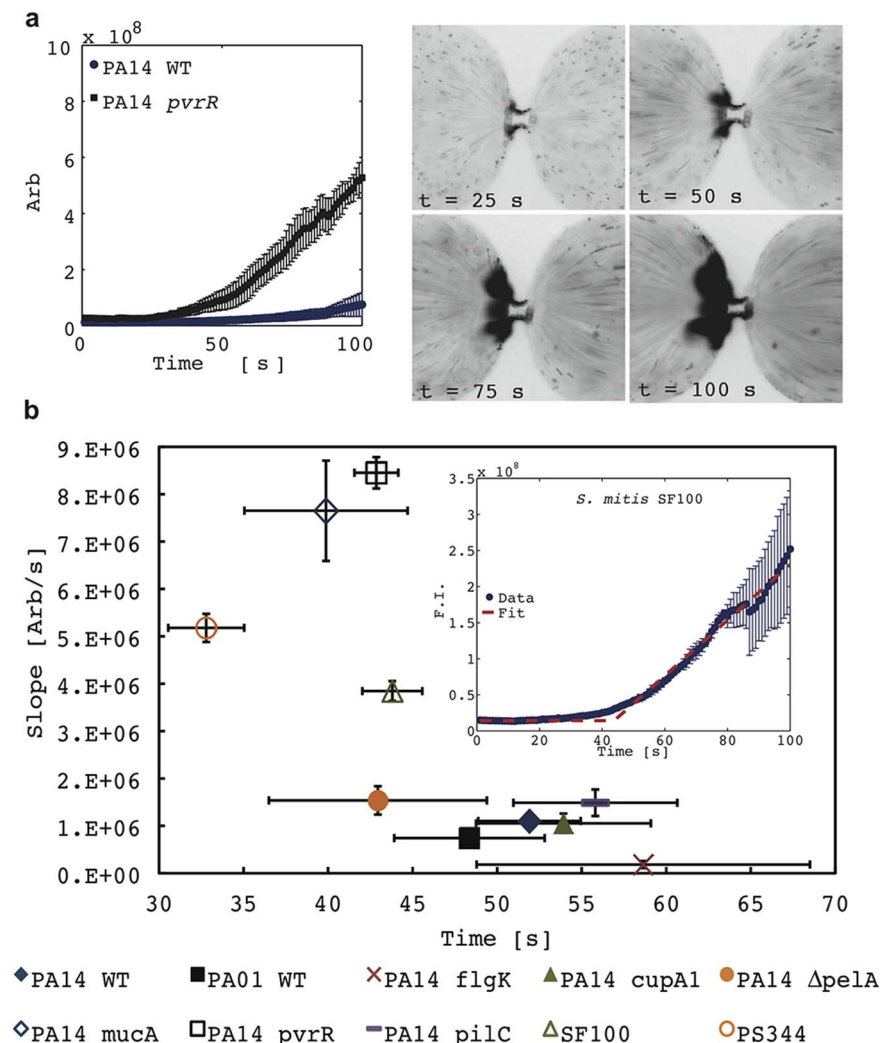 a
x 10⁸
10
8
6
4
2
0
Arb
PA14 WT
PA14 pvrR
0 50 100
Time [s]
t = 25 s
t = 50 s
t = 75 s
t = 100 s
b
9.E+06
8.E+06
7.E+06
6.E+06
5.E+06
4.E+06
3.E+06
2.E+06
1.E+06
0.E+00
Slope [Arb/s]
30 35 40 45 50 55 60 65 70
Time [s]
x 10⁸
3.5
3
2.5
2
1.5
1
0.5
0
F.I.
S. mitis SF100
Data
Fit
0 20 40 60 80 100
Time [s]
PA14 WT PA01 WT PA14 flgK PA14 cupA1 PA14 ΔpelA
PA14 mucA PA14 pvrR PA14 pilC SF100 PS344